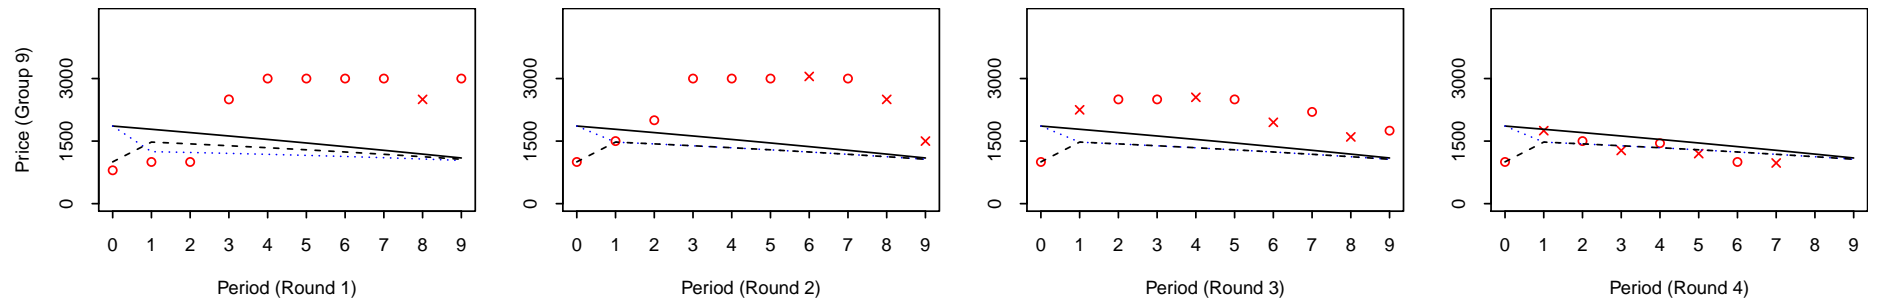 Price (Group 9)
3000
1500
0
0 1 2 3 4 5 6 7 8 9
Period (Round 1)
3000
1500
0
0 1 2 3 4 5 6 7 8 9
Period (Round 2)
3000
1500
0
0 1 2 3 4 5 6 7 8 9
Period (Round 3)
3000
1500
0
0 1 2 3 4 5 6 7 8 9
Period (Round 4)